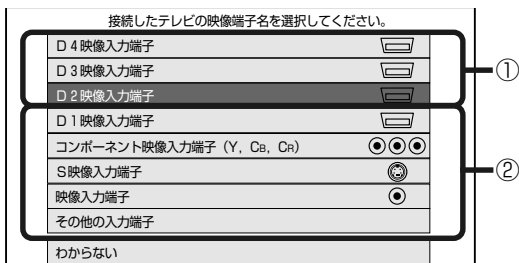 接続したテレビの映像端子名を選択してください。
D4映像入力端子
D3映像入力端子
①
D2映像入力端子
D1映像入力端子
コンポーネント映像入力端子（Y, CB, CR）
S映像入力端子
②
映像入力端子
その他の入力端子
わからない